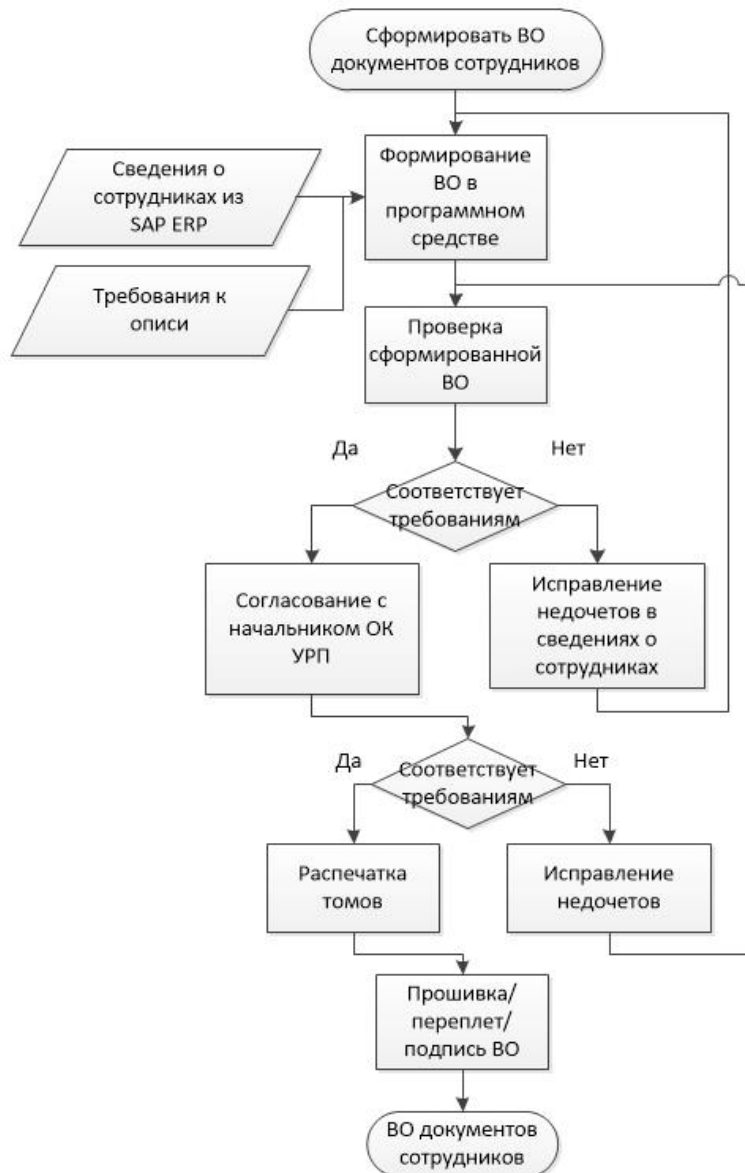 Сформировать ВО
документов сотрудников
Сведения о
сотрудниках из
SAP ERP
Формирование
ВО в
программном
средстве
Требования к
описи
Проверка
сформированной
ВО
Да
Нет
Соответствует
требованиям
Согласование с
начальником ОК
УРП
Исправление
недочетов в
сведениях о
сотрудниках
Да
Нет
Соответствует
требованиям
Распечатка
томов
Исправление
недочетов
Прошивка/
переплет/
подпись ВО
ВО документов
сотрудников